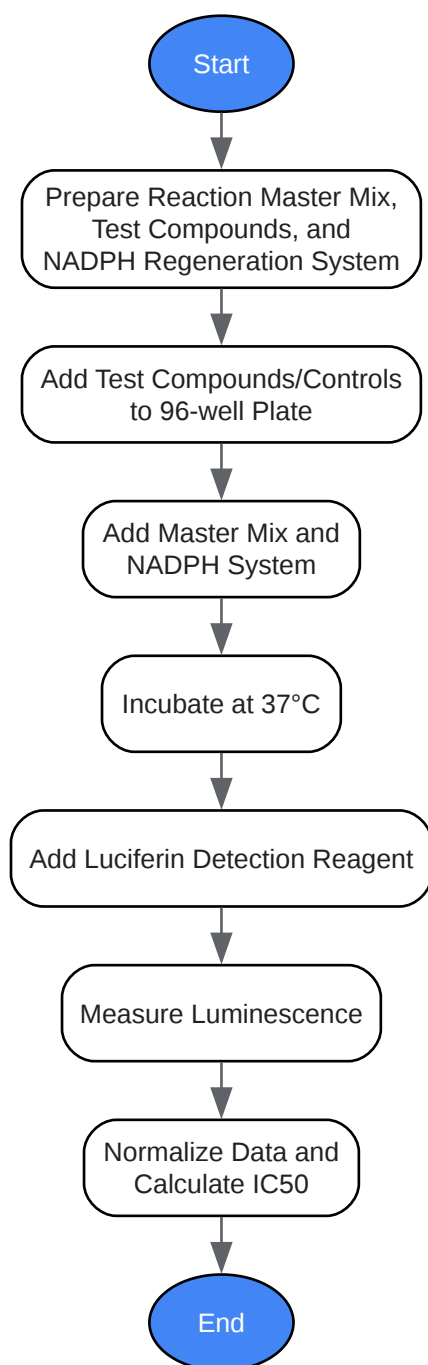 Start
Prepare Reaction Master Mix,
Test Compounds, and
NADPH Regeneration System
Add Test Compounds/Controls
to 96-well Plate
Add Master Mix and
NADPH System
Incubate at 37°C
Add Luciferin Detection Reagent
Measure Luminescence
Normalize Data and
Calculate IC50
End